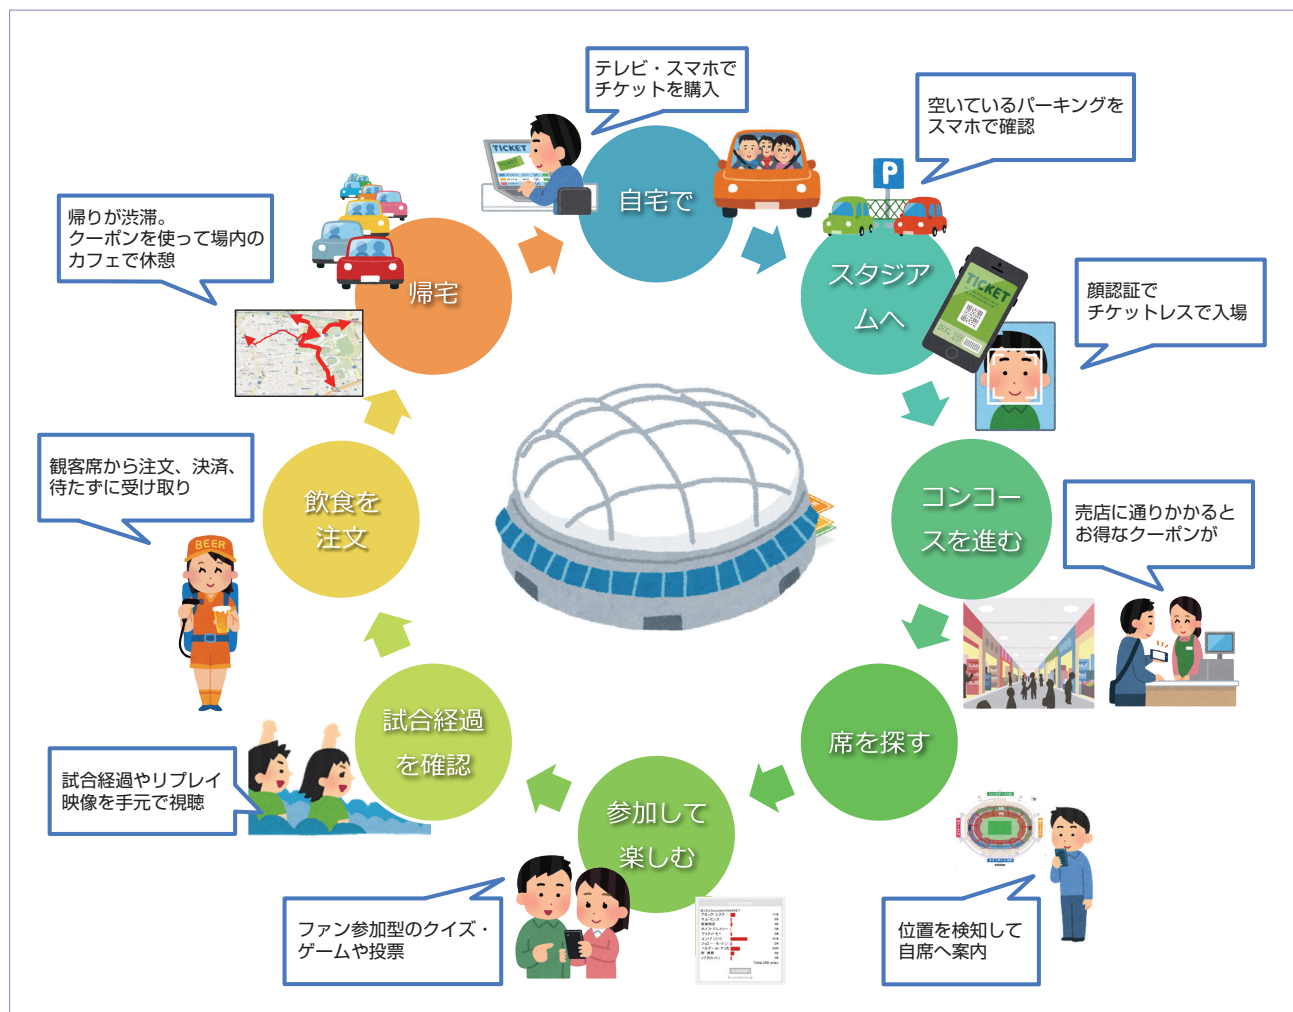 テレビ・スマホで
チケットを購入
自宅で
TICKET
空いているパーキングを
スマホで確認
P
スタジア
ムへ
TICKET
顔認証で
チケットレスで入場
コンコー
スを進む
売店に通りかかると
お得なクーポンが
席を探す
位置を検知して
自席へ案内
参加して
楽しむ
ファン参加型のクイズ・
ゲームや投票
試合経過
を確認
試合経過やリプレイ
映像を手元で視聴
飲食を
注文
観客席から注文、決済、
待たずに受け取り
BEER
帰宅
帰りが渋滞。
クーポンを使って場内の
カフェで休憩